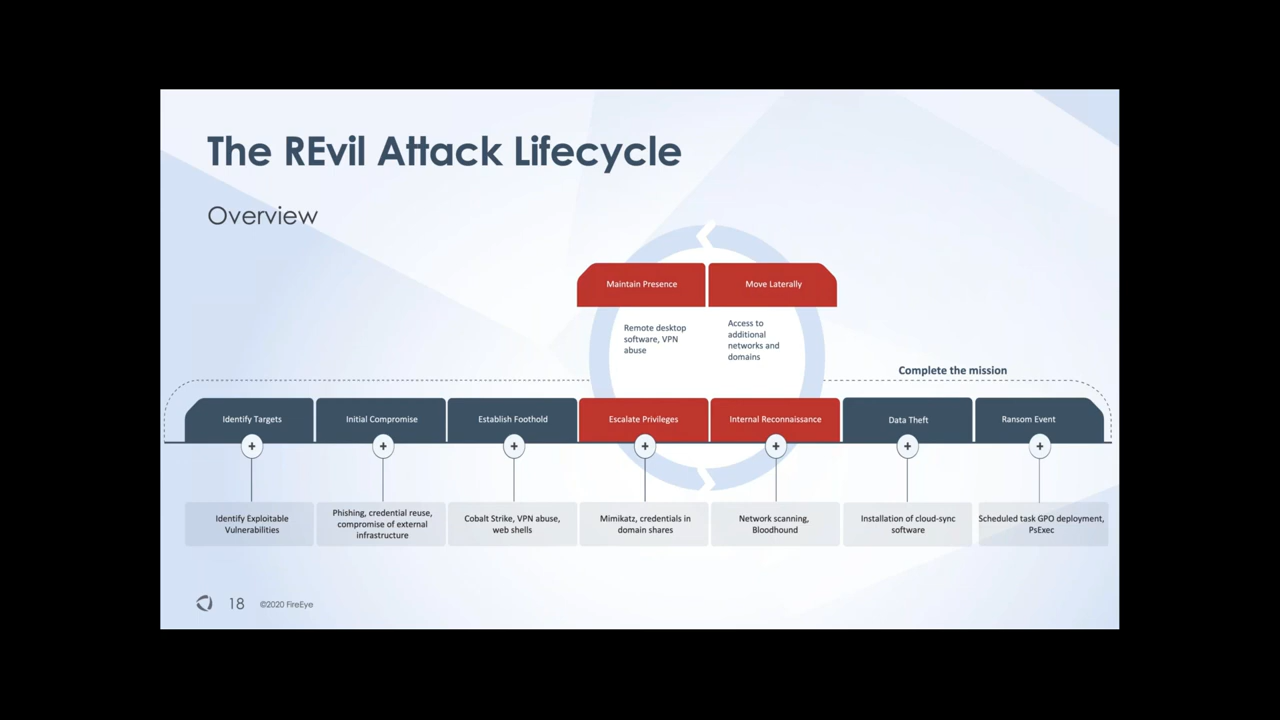 The REvil Attack Lifecycle
Overview
Maintain Presence
Move Laterally
Remote desktop
software, VPN
abuse
Access to
additional
networks and
domains
Complete the mission
Identify Targets
Initial Compromise
Establish Foothold
Escalate Privileges
Internal Reconnaissance
Data Theft
Ransom Event
Identify Exploitable
Vulnerabilities
Phishing, credential reuse,
compromise of external
infrastructure
Cobalt Strike, VPN abuse,
web shells
Mimikatz, credentials in
domain shares
Network scanning,
Bloodhound
Installation of cloud-sync
software
Scheduled task GPO deployment,
PsExec
18
©2020 FireEye